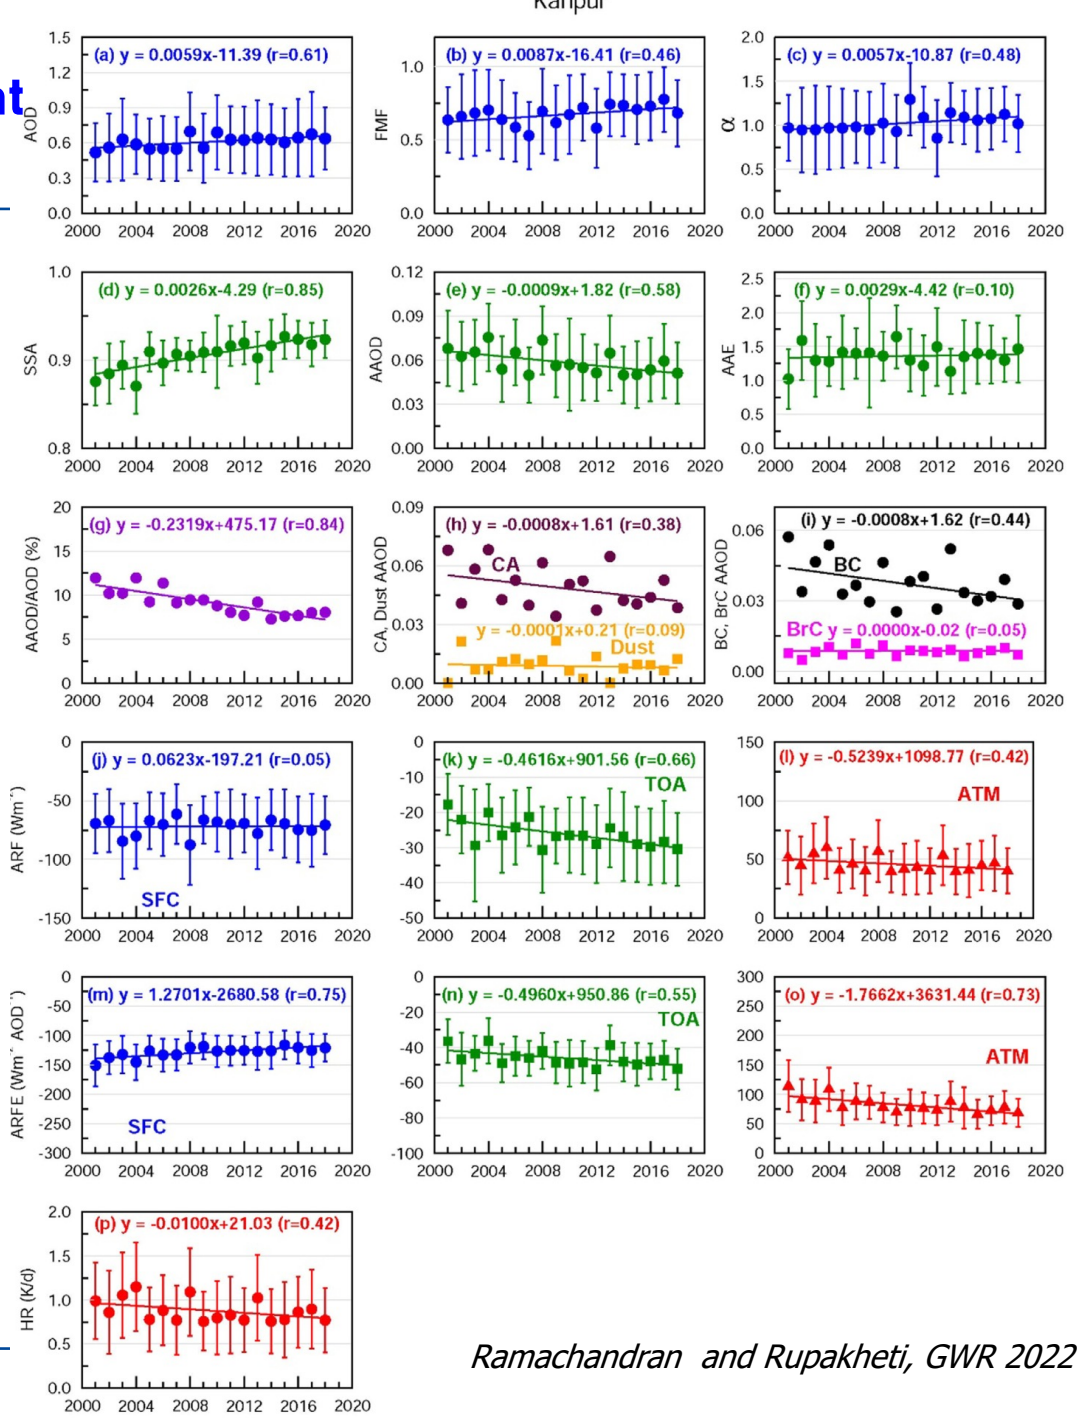 Kanpur
nt
(a) y = 0.0059x-11.39 (r=0.61)
AOD
1.5
1.2
0.9
0.6
0.3
0.0
2000 2004 2008 2012 2016 2020
(b) y = 0.0087x-16.41 (r=0.46)
FMF
1.0
0.5
0.0
2000 2004 2008 2012 2016 2020
(c) y = 0.0057x-10.87 (r=0.48)
α
2.0
1.5
1.0
0.5
0.0
2000 2004 2008 2012 2016 2020
(d) y = 0.0026x-4.29 (r=0.85)
SSA
1.0
0.9
0.8
2000 2004 2008 2012 2016 2020
(e) y = -0.0009x+1.82 (r=0.58)
AAOD
0.12
0.09
0.06
0.03
0.00
2000 2004 2008 2012 2016 2020
(f) y = 0.0029x-4.42 (r=0.10)
AAE
2.5
2.0
1.5
1.0
0.5
0.0
2000 2004 2008 2012 2016 2020
(g) y = -0.2319x+475.17 (r=0.84)
AAOD/AOD (%)
20
15
10
5
0
2000 2004 2008 2012 2016 2020
(h) y = -0.0008x+1.61 (r=0.38)
CA
y = -0.0001x+0.21 (r=0.09)
Dust
CA, Dust AAOD
0.09
0.06
0.03
0.00
2000 2004 2008 2012 2016 2020
(i) y = -0.0008x+1.62 (r=0.44)
BC
BrC y = 0.0000x-0.02 (r=0.05)
BC, BrC AAOD
0.06
0.03
0.00
2000 2004 2008 2012 2016 2020
(j) y = 0.0623x-197.21 (r=0.05)
SFC
ARF (Wm⁻
0
-50
-100
-150
2000 2004 2008 2012 2016 2020
(k) y = -0.4616x+901.56 (r=0.66)
TOA
0
-10
-20
-30
-40
-50
2000 2004 2008 2012 2016 2020
(l) y = -0.5239x+1098.77 (r=0.42)
ATM
150
100
50
0
2000 2004 2008 2012 2016 2020
(m) y = 1.2701x-2680.58 (r=0.75)
SFC
ARFE (Wm⁻ AOD⁻
0
-50
-100
-150
-200
-250
-300
2000 2004 2008 2012 2016 2020
(n) y = -0.4960x+950.86 (r=0.55)
TOA
0
-20
-40
-60
-80
-100
2000 2004 2008 2012 2016 2020
(o) y = -1.7662x+3631.44 (r=0.73)
ATM
300
250
200
150
100
50
0
2000 2004 2008 2012 2016 2020
(p) y = -0.0100x+21.03 (r=0.42)
HR (K/d)
2.0
1.5
1.0
0.5
0.0
2000 2004 2008 2012 2016 2020
Ramachandran and Rupakheti, GWR 2022